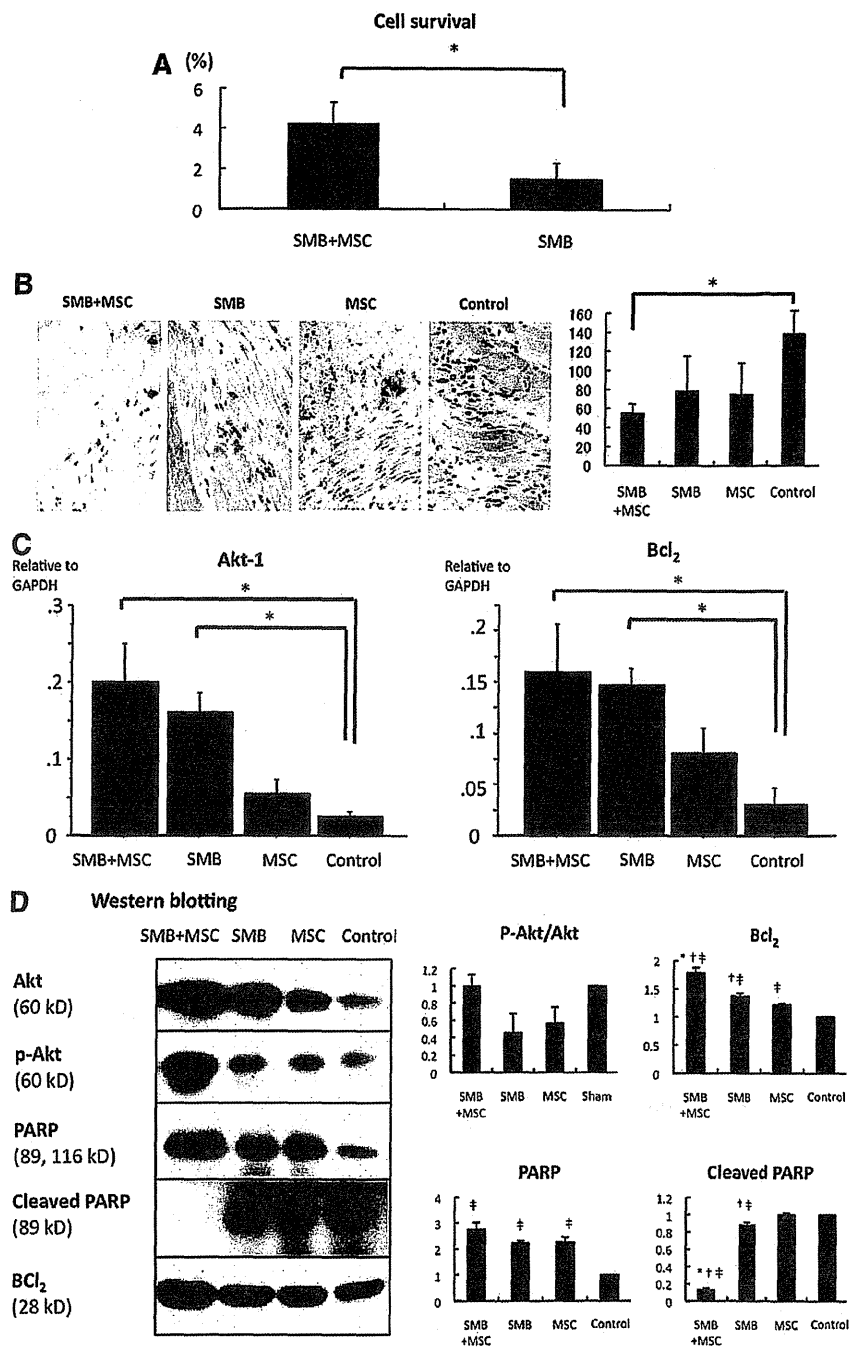 Cell survival
A (%)
6
4
2
0
SMB+MSC SMB
*
B
SMB+MSC SMB MSC Control
*
160
140
120
100
80
60
40
20
0
SMB
+MSC SMB MSC Control
C
Akt-1
Relative to
GAPDH
.3
.2
.1
0
* *
SMB+MSC SMB MSC Control
Bcl2
Relative to
GAPDH
.2
.15
.1
.05
0
* *
SMB+MSC SMB MSC Control
D Western blotting
SMB+MSC SMB MSC Control
Akt
(60 kD)
p-Akt
(60 kD)
PARP
(89, 116 kD)
Cleaved PARP
(89 kD)
BCl2
(28 kD)
P-Akt/Akt
1.2
1
0.8
0.6
0.4
0.2
0
SMB
+MSC SMB MSC Sham
Bcl2
2
1.5
1
0.5
0
*†‡ †‡ ‡
SMB
+MSC SMB MSC Control
PARP
4
3
2
1
0
‡ ‡ ‡
SMB
+MSC SMB MSC Control
Cleaved PARP
1.2
1
0.8
0.6
0.4
0.2
0
*†‡ †‡
SMB
+MSC SMB MSC Control